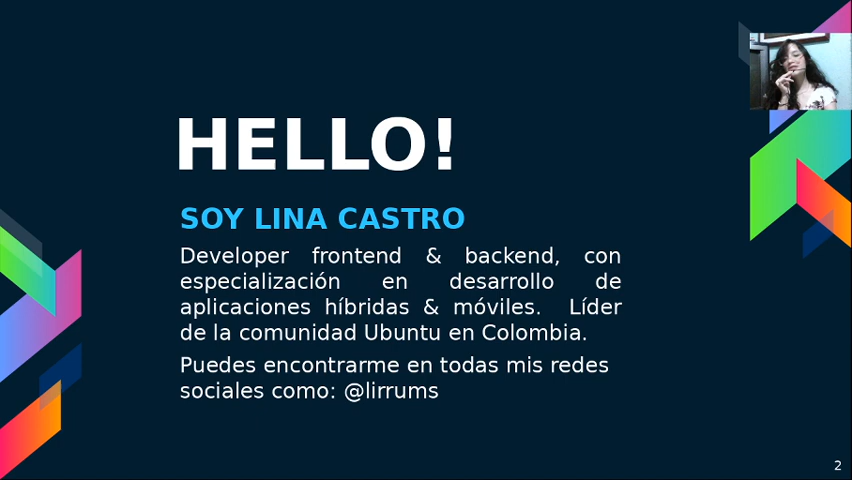 HELLO!
SOY LINA CASTRO
Developer frontend & backend, con
especialización en desarrollo de
aplicaciones híbridas & móviles. Líder
de la comunidad Ubuntu en Colombia.
Puedes encontrarme en todas mis redes
sociales como: @lirrums
2